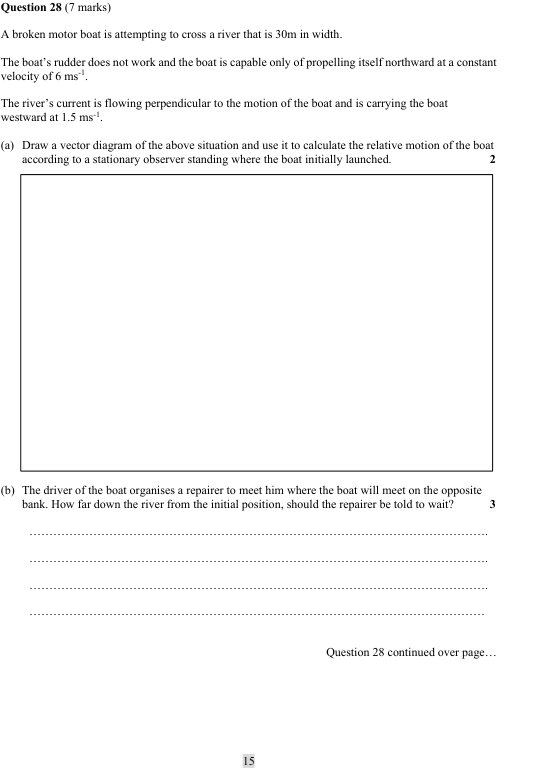 Question 28 (7 marks)
A broken motor boat is attempting to cross a river that is 30m in width.
The boat's rudder does not work and the boat is capable only of propelling itself northward at a constant
velocity of 6 ms⁻¹.
The river's current is flowing perpendicular to the motion of the boat and is carrying the boat
westward at 1.5 ms⁻¹.
(a) Draw a vector diagram of the above situation and use it to calculate the relative motion of the boat
according to a stationary observer standing where the boat initially launched. 2
(b) The driver of the boat organises a repairer to meet him where the boat will meet on the opposite
bank. How far down the river from the initial position, should the repairer be told to wait? 3
Question 28 continued over page…
15